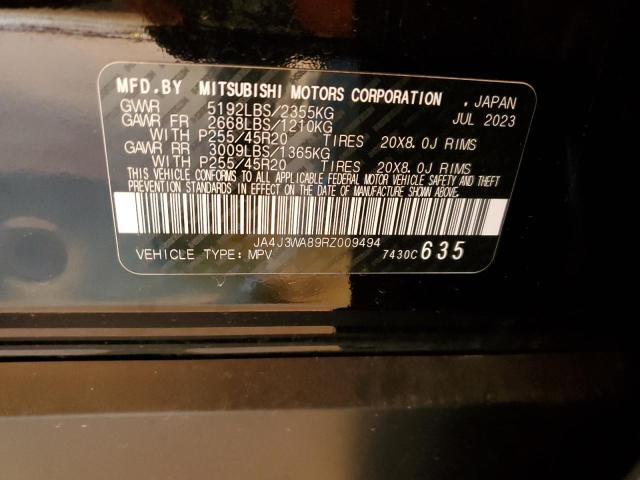 MFD.BY MITSUBISHI MOTORS CORPORATION , JAPAN
GVWR 5192LBS/2355KG JUL 2023
GAWR FR 2668LBS/1210KG
WITH P255/45R20 TIRES 20X8.0J RIMS
GAWR RR 3009LBS/1365KG
WITH P255/45R20 TIRES 20X8.0J RIMS
THIS VEHICLE CONFORMS TO ALL APPLICABLE FEDERAL MOTOR VEHICLE SAFETY AND THEFT
PREVENTION STANDARDS IN EFFECT ON THE DATE OF MANUFACTURE SHOWN ABOVE.
JA4J3WA89RZ009494
VEHICLE TYPE: MPV 7430C 635